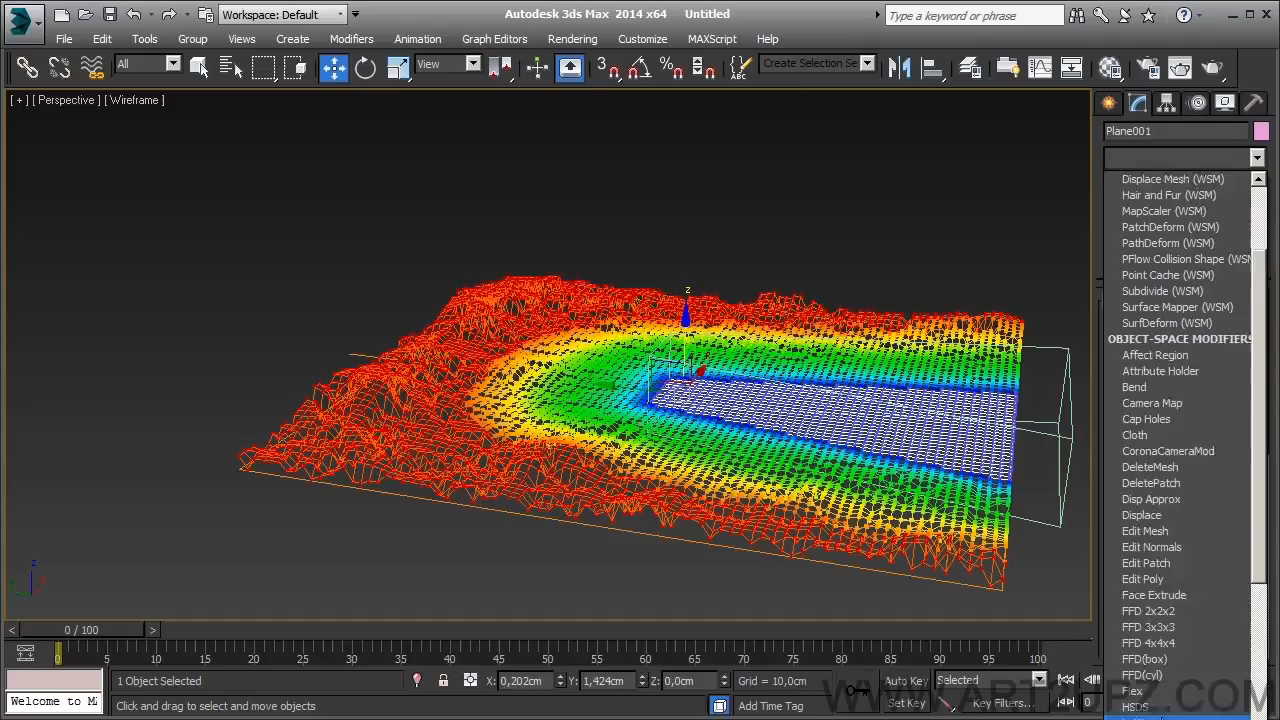 Workspace: Default
Autodesk 3ds Max 2014 x64 Untitled
Type a keyword or phrase
File Edit Tools Group Views Create Modifiers Animation Graph Editors Rendering Customize MAXScript Help
All
View
Create Selection Se
[ + ] [ Perspective ] [ Wireframe ]
Plane001
Displace Mesh (WSM)
Hair and Fur (WSM)
MapScaler (WSM)
PatchDeform (WSM)
PathDeform (WSM)
PFlow Collision Shape (WSM
Point Cache (WSM)
Subdivide (WSM)
Surface Mapper (WSM)
SurfDeform (WSM)
OBJECT-SPACE MODIFIERS
Affect Region
Attribute Holder
Bend
Camera Map
Cap Holes
Cloth
CoronaCameraMod
DeleteMesh
DeletePatch
Disp Approx
Displace
Edit Mesh
Edit Normals
Edit Patch
Edit Poly
Face Extrude
FFD 2x2x2
FFD 3x3x3
FFD 4x4x4
FFD(box)
FFD(cyl)
Flex
HSDS
z
z
< 0 / 100 >
0 5 10 15 20 25 30 35 40 45 50 55 60 65 70 75 80 85 90 95 100
1 Object Selected
X: 0,202cm Y: 1,424cm Z: 0,0cm
Grid = 10,0cm
Auto Key
Selected
Welcome to M
Click and drag to select and move objects
Add Time Tag
Set Key
Key Filters...
0